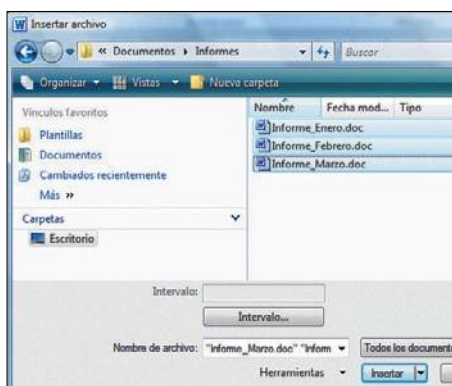 Insertar archivo
« Documentos ▸ Informes
Buscar
Organizar Vistas Nueva carpeta
Vínculos favoritos
Plantillas
Documentos
Cambiados recientemente
Más »
Carpetas
Escritorio
Nombre Fecha mod... Tipo
Informe_Enero.doc
Informe_Febrero.doc
Informe_Marzo.doc
Intervalo:
Intervalo...
Nombre de archivo: "Informe_Marzo.doc" "Inform Todos los document
Herramientas Insertar